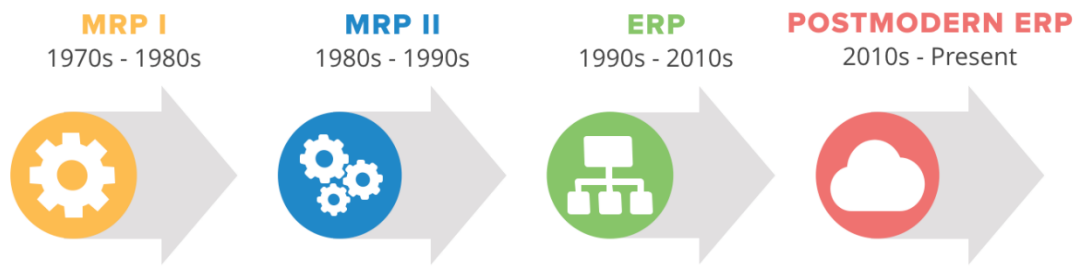 MRP I
1970s - 1980s
MRP II
1980s - 1990s
ERP
1990s - 2010s
POSTMODERN ERP
2010s - Present